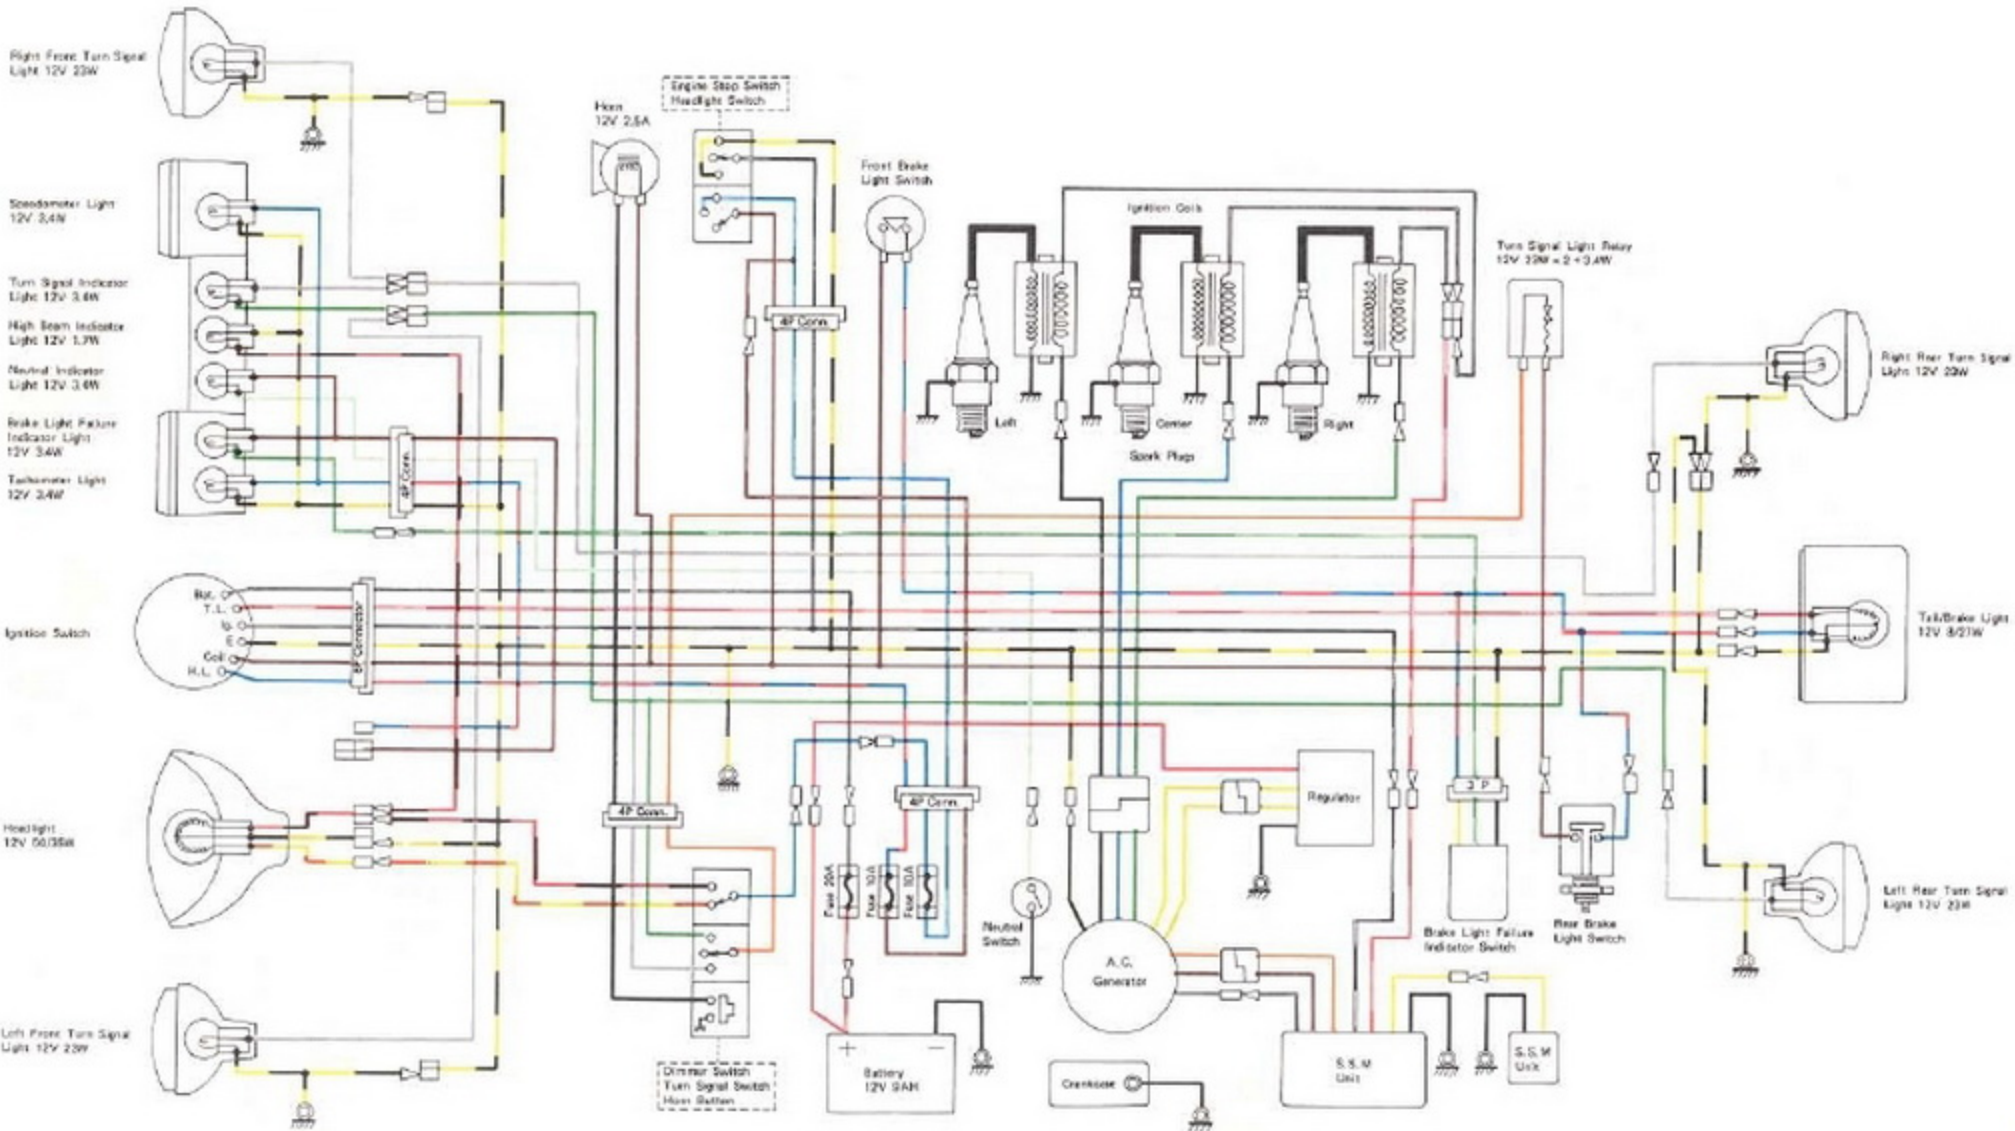 Right Front Turn Signal
Light 12V 23W
Speedometer Light
12V 3.4W
Turn Signal Indicator
Light 12V 3.4W
High Beam Indicator
Light 12V 1.7W
Neutral Indicator
Light 12V 3.4W
Brake Light Failure
Indicator Light
12V 3.4W
Tachometer Light
12V 3.4W
Ignition Switch
Bat.
T.L.
Ig.
E
Coil
H.L.
6P Connector
4P Conn.
Headlight
12V 50/35W
Left Front Turn Signal
Light 12V 23W
Horn
12V 2.5A
Engine Stop Switch
Headlight Switch
4P Conn.
Front Brake
Light Switch
Ignition Coils
Left
Center
Right
Spark Plugs
Turn Signal Light Relay
12V 23W × 2 + 3.4W
Right Rear Turn Signal
Light 12V 23W
Tail/Brake Light
12V 8/27W
Left Rear Turn Signal
Light 12V 23W
4P Conn.
4P Conn.
Fuse 20A
Fuse 10A
Fuse 10A
Neutral
Switch
Regulator
3 P
Brake Light Failure
Indicator Switch
Rear Brake
Light Switch
A.C.
Generator
Dimmer Switch
Turn Signal Switch
Horn Button
+
−
Battery
12V 9AH
Crankcase
S.S.M
Unit
S.S.M
Unit